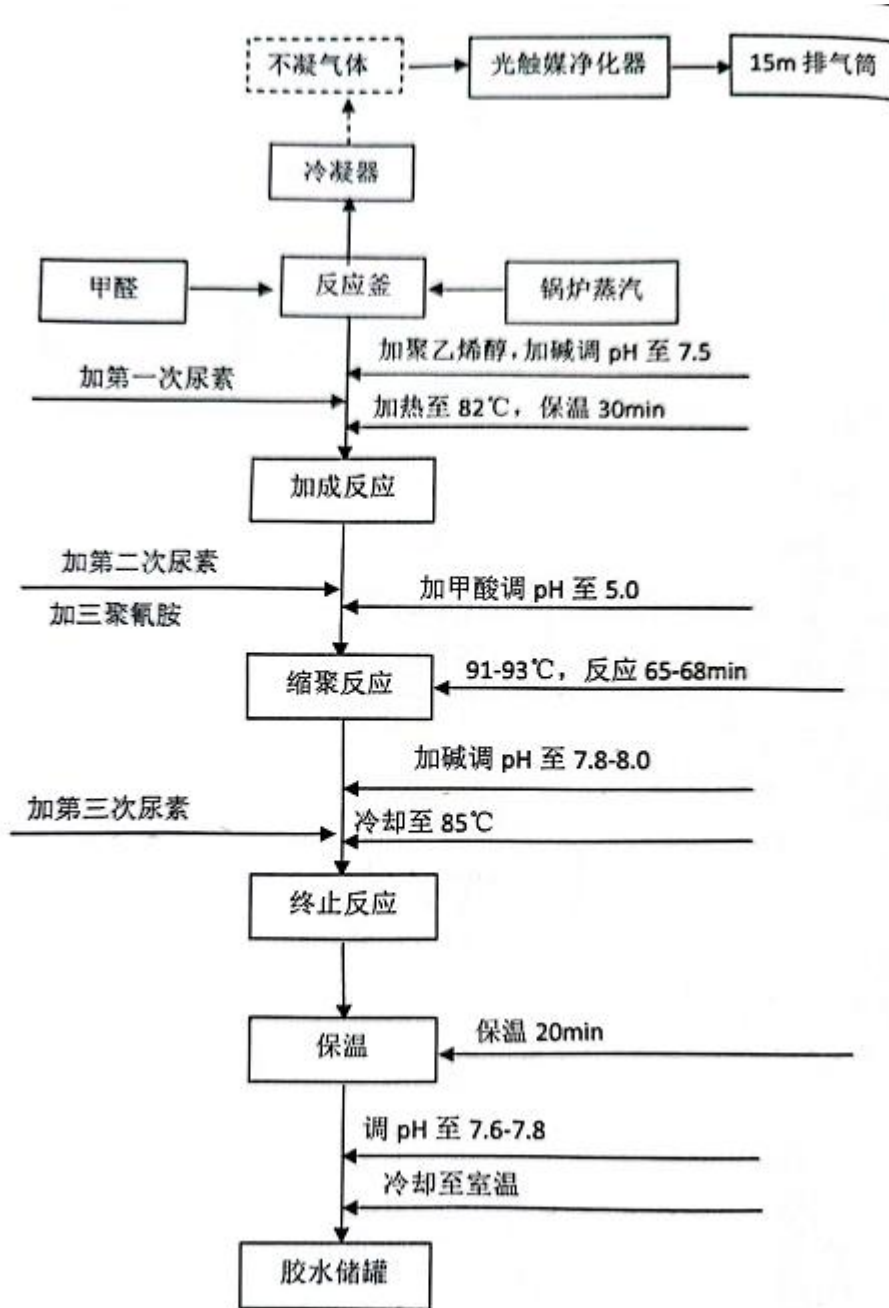 不凝气体
光触媒净化器
15m 排气筒
冷凝器
甲醛
反应釜
锅炉蒸汽
加聚乙烯醇，加碱调 pH 至 7.5
加第一次尿素
加热至 82℃，保温 30min
加成反应
加第二次尿素
加甲酸调 pH 至 5.0
加三聚氰胺
缩聚反应
91-93℃，反应 65-68min
加碱调 pH 至 7.8-8.0
加第三次尿素
冷却至 85℃
终止反应
保温
保温 20min
调 pH 至 7.6-7.8
冷却至室温
胶水储罐